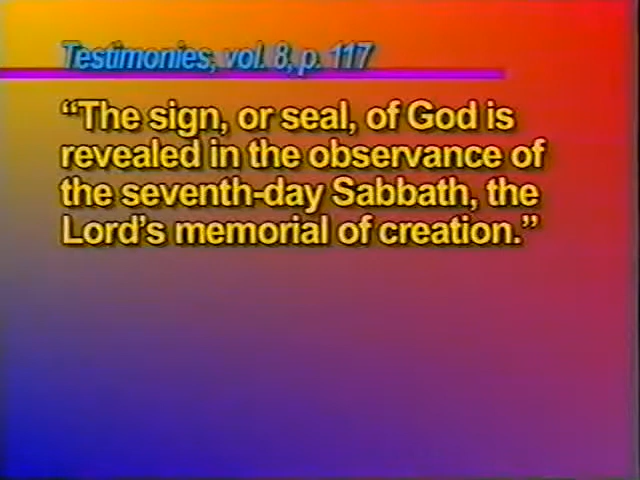 Testimonies, vol. 8, p. 117
“The sign, or seal, of God is
revealed in the observance of
the seventh-day Sabbath, the
Lord’s memorial of creation.”